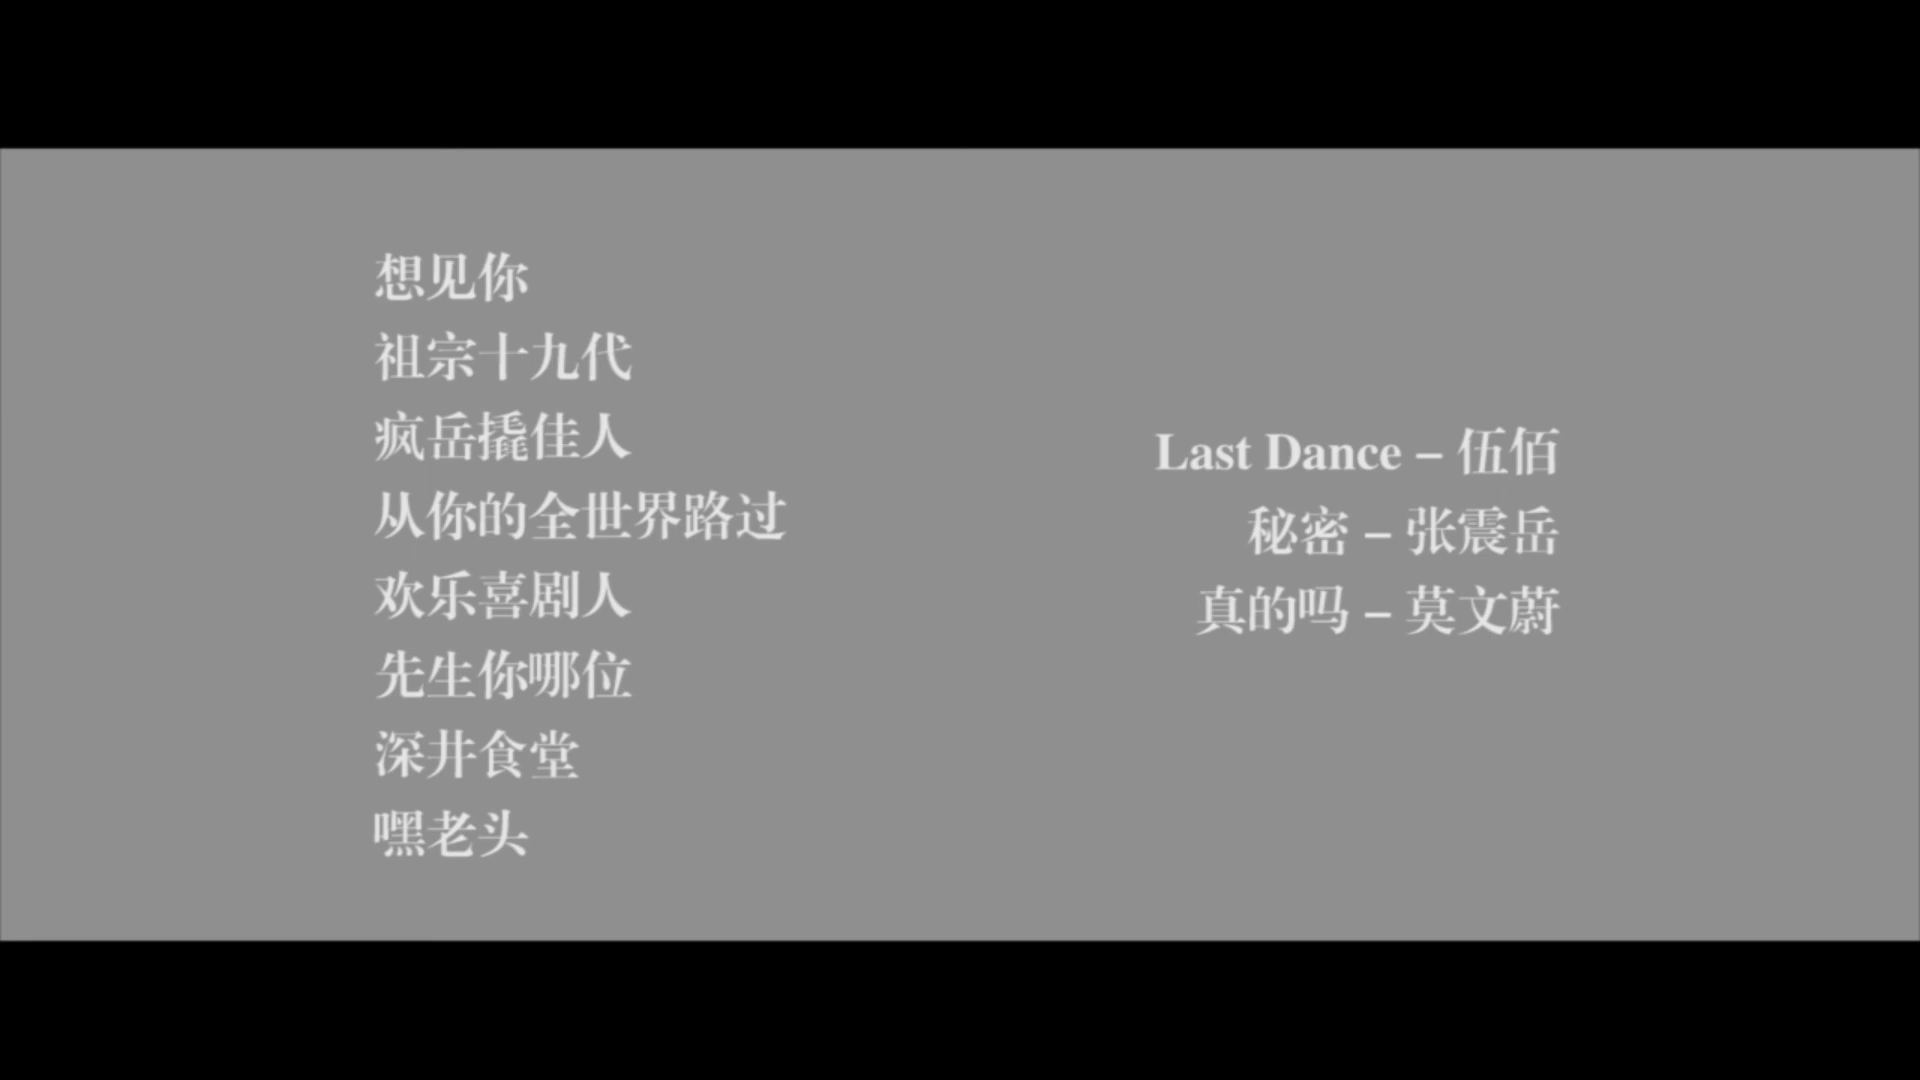 想见你
祖宗十九代
疯岳撬佳人
从你的全世界路过
欢乐喜剧人
先生你哪位
深井食堂
嘿老头
Last Dance – 伍佰
秘密 – 张震岳
真的吗 – 莫文蔚